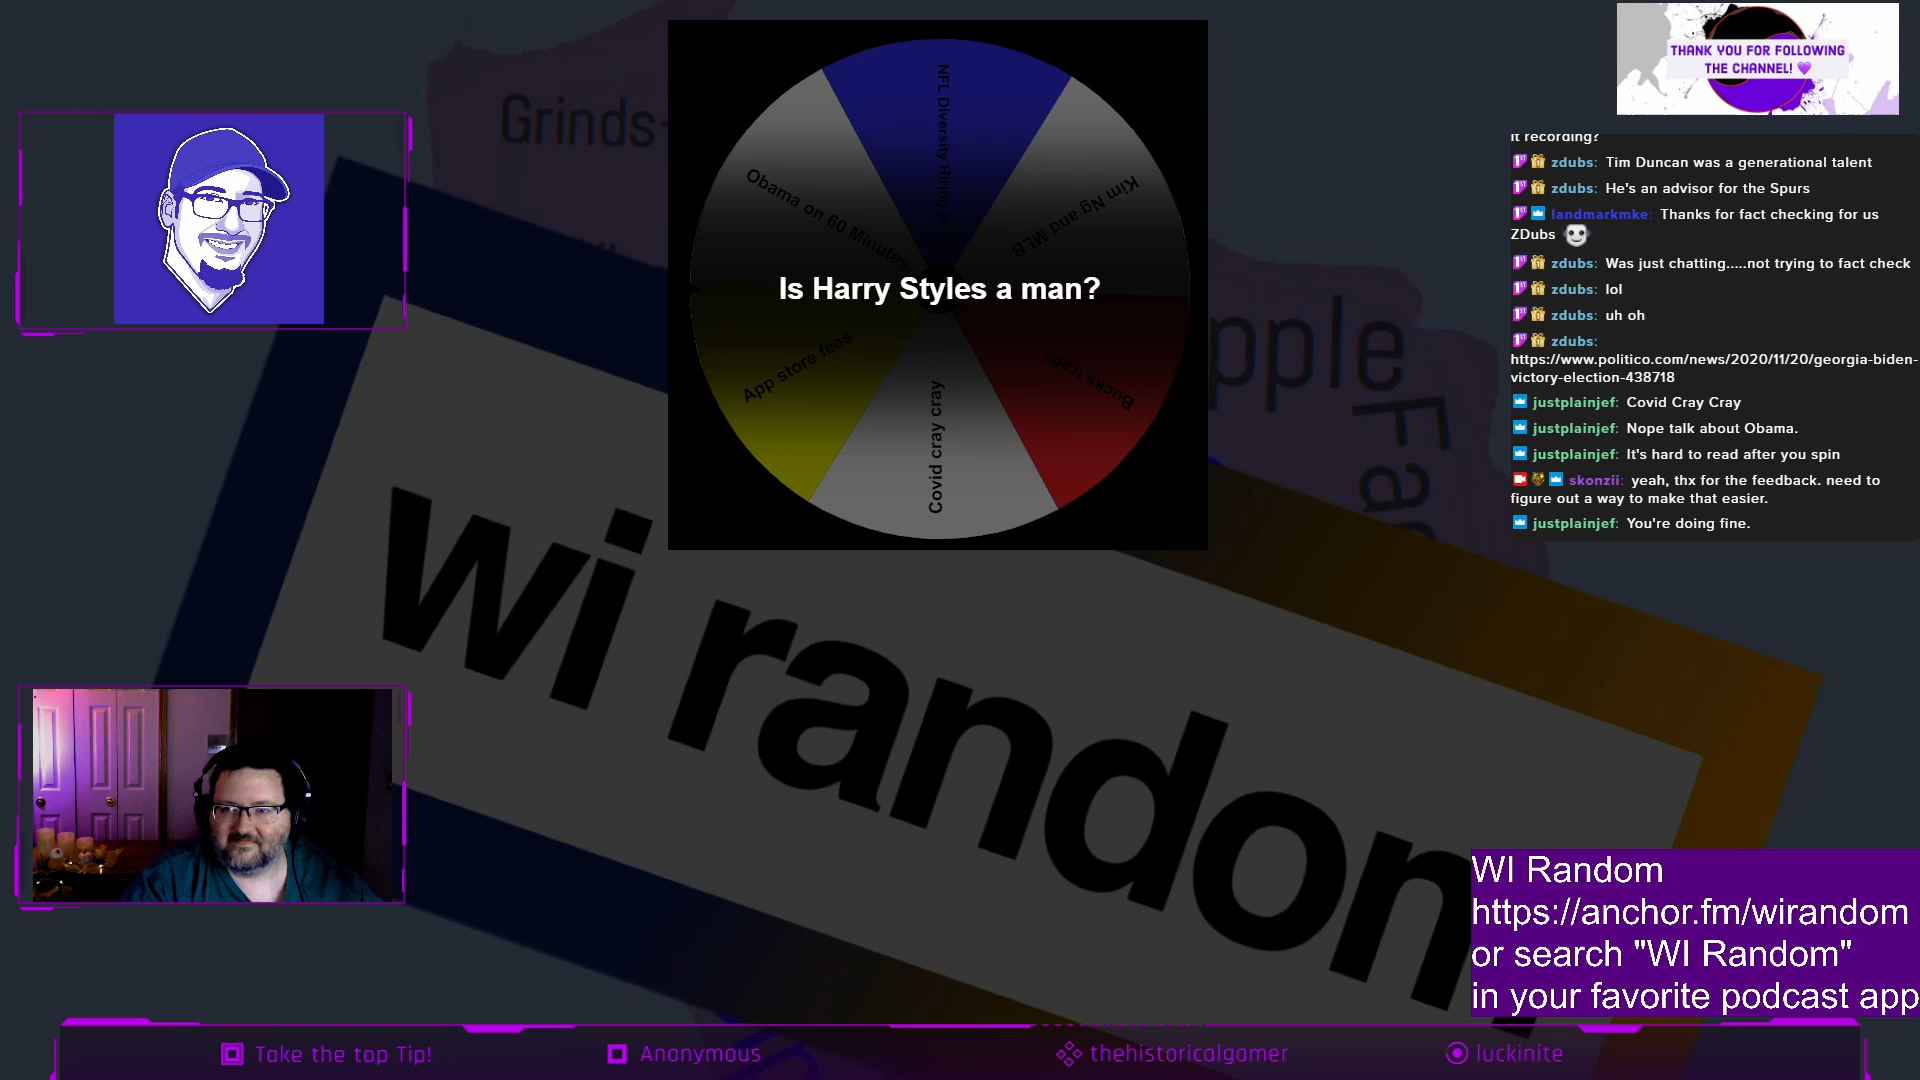 THANK YOU FOR FOLLOWING
THE CHANNEL!
Grinds-
NFL Diversity Hiring
Obama on 60 Minutes
Kim Ng and MLB
Is Harry Styles a man?
App store fees
Bucks trade
Covid cray cray
pple
it recording?
zdubs: Tim Duncan was a generational talent
zdubs: He's an advisor for the Spurs
landmarkmke: Thanks for fact checking for us
ZDubs
zdubs: Was just chatting.....not trying to fact check
zdubs: lol
zdubs: uh oh
zdubs:
https://www.politico.com/news/2020/11/20/georgia-biden-
victory-election-438718
justplainjef: Covid Cray Cray
justplainjef: Nope talk about Obama.
justplainjef: It's hard to read after you spin
skonzii: yeah, thx for the feedback. need to
figure out a way to make that easier.
justplainjef: You're doing fine.
wi random
WI Random
https://anchor.fm/wirandom
or search "WI Random"
in your favorite podcast app
Take the top Tip!
Anonymous
thehistoricalgamer
luckinite